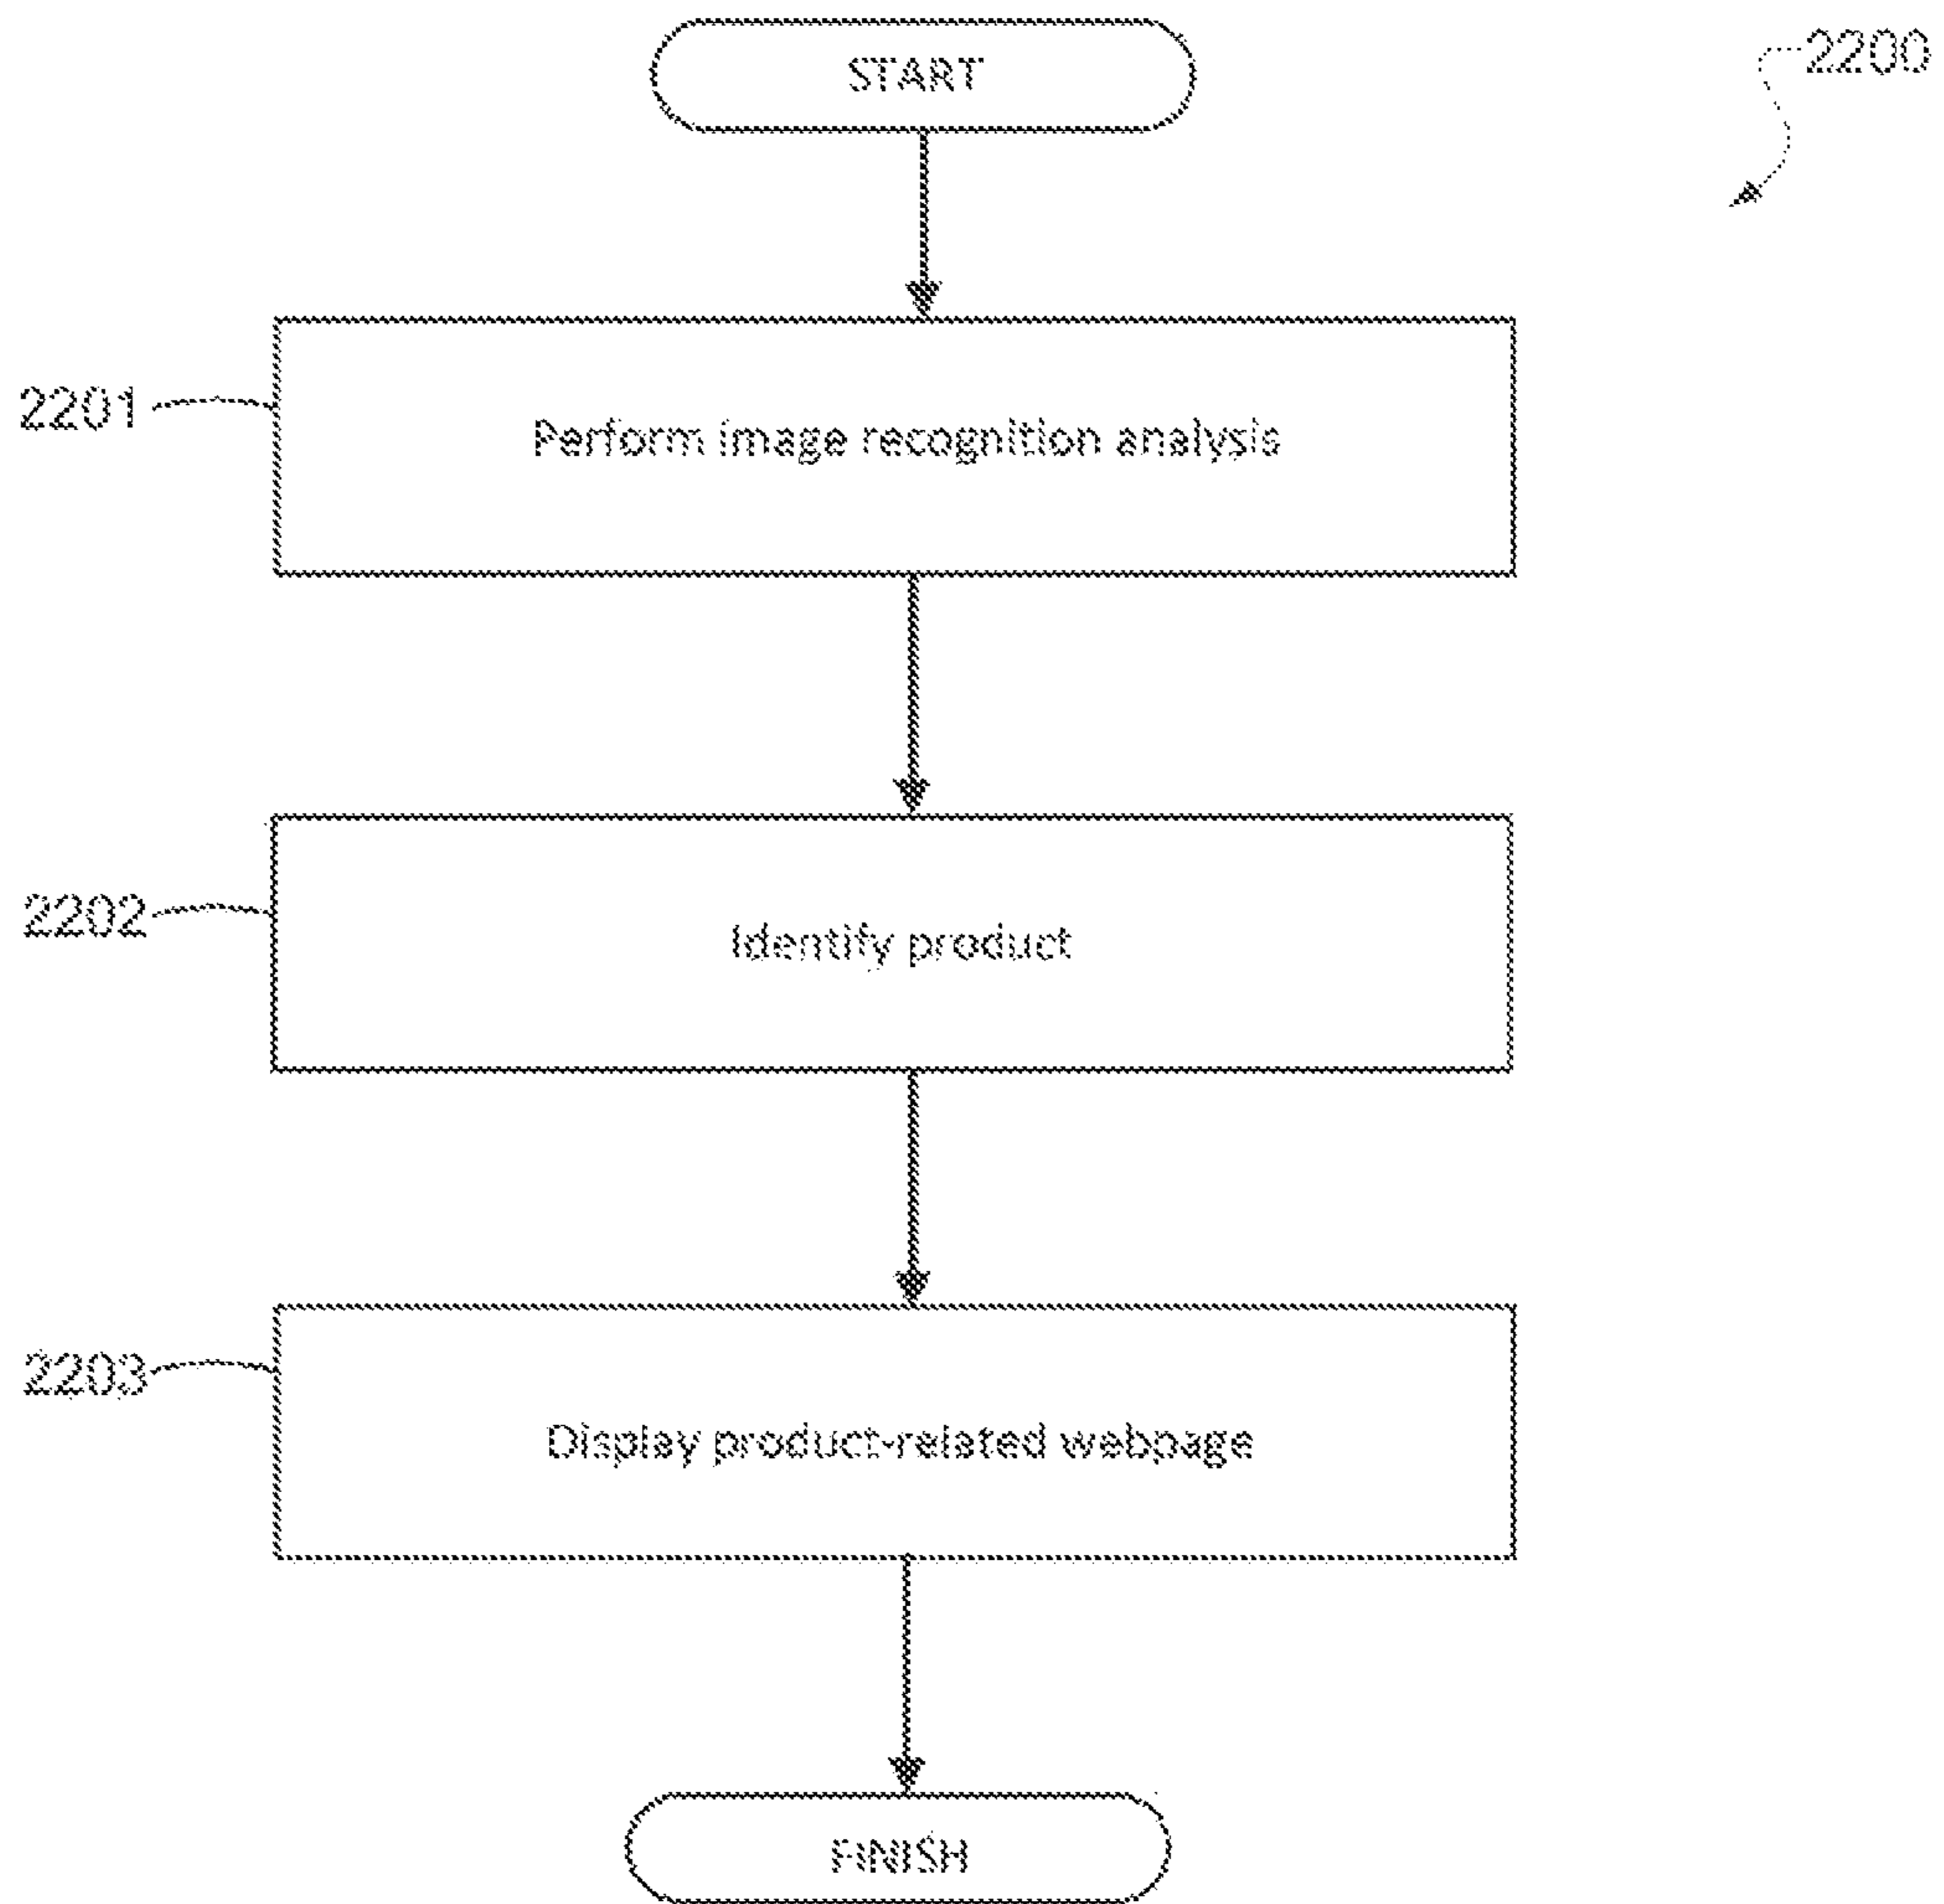 START
2200
2201
Perform image recognition analysis
2202
Identify product
2203
Display product-related webpage
FINISH